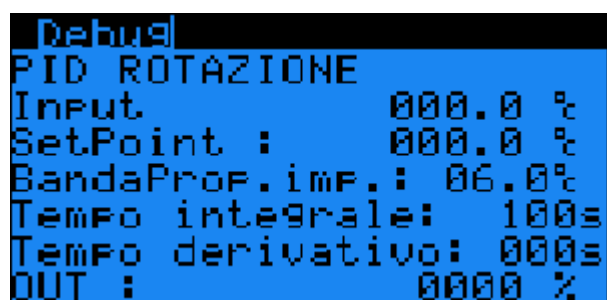 Debug
PID ROTAZIONE
Input 000.0 %
SetPoint : 000.0 %
BandaProp.imp.: 06.0%
Tempo integrale: 100s
Tempo derivativo: 000s
OUT : 0000 %